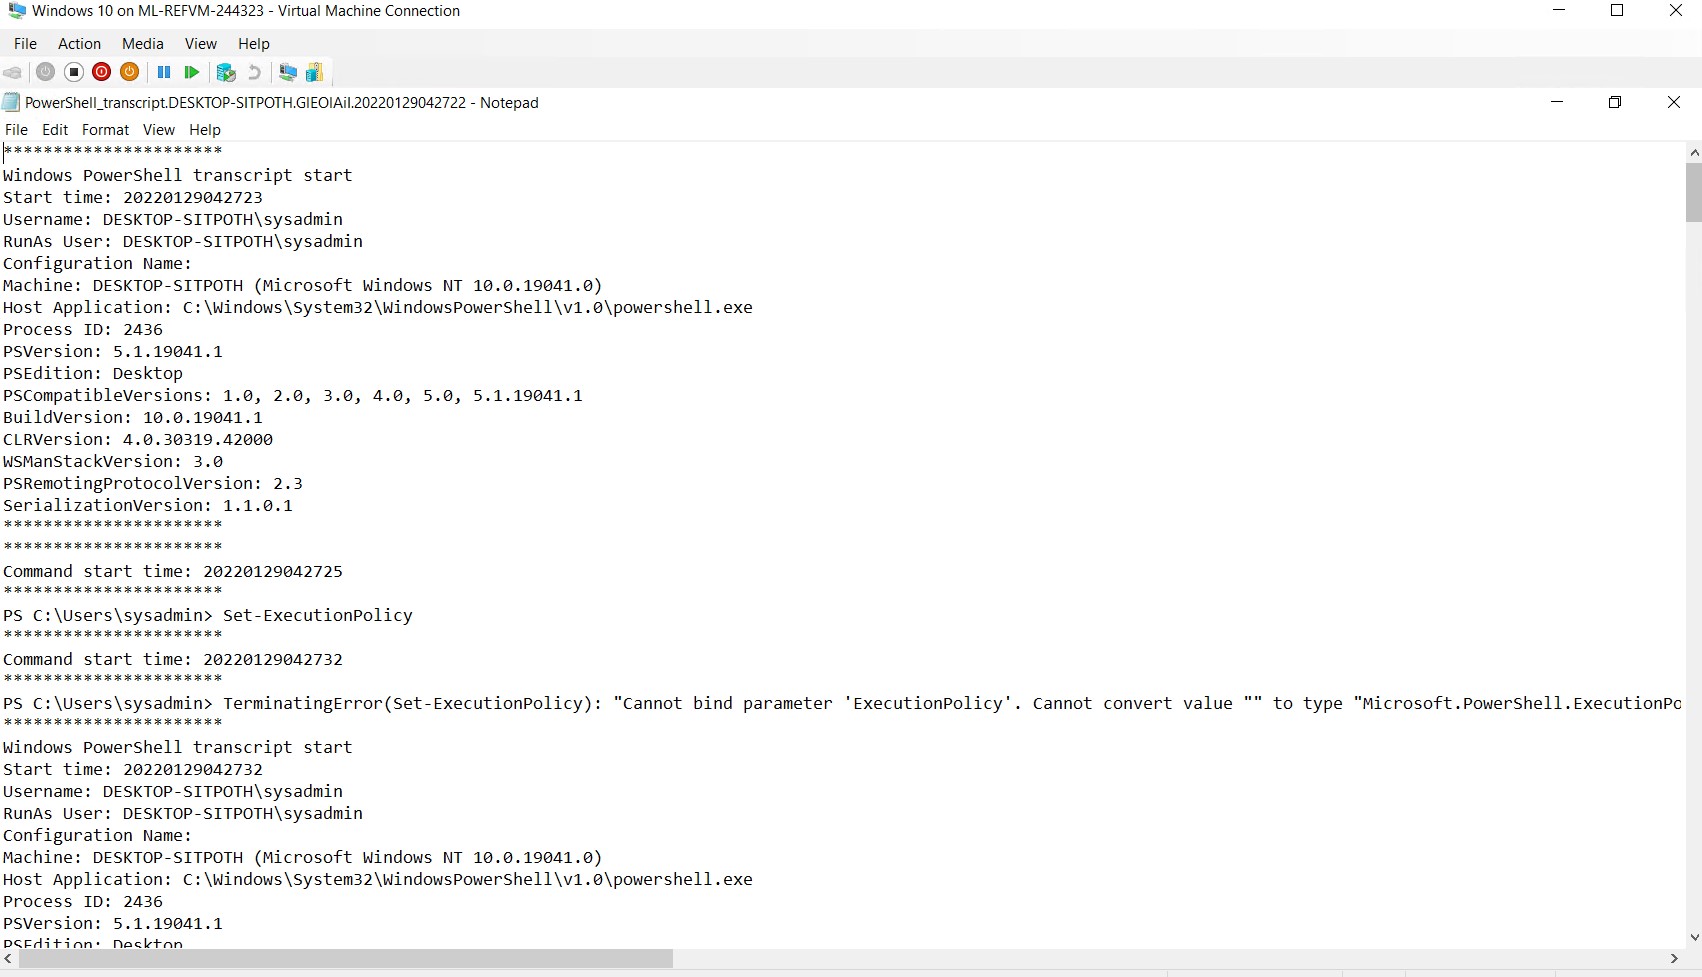 Windows 10 on ML-REFVM-244323 - Virtual Machine Connection
File Action Media View Help
PowerShell_transcript.DESKTOP-SITPOTH.GIEOIAiI.20220129042722 - Notepad
File Edit Format View Help
**********************
Windows PowerShell transcript start
Start time: 20220129042723
Username: DESKTOP-SITPOTH\sysadmin
RunAs User: DESKTOP-SITPOTH\sysadmin
Configuration Name:
Machine: DESKTOP-SITPOTH (Microsoft Windows NT 10.0.19041.0)
Host Application: C:\Windows\System32\WindowsPowerShell\v1.0\powershell.exe
Process ID: 2436
PSVersion: 5.1.19041.1
PSEdition: Desktop
PSCompatibleVersions: 1.0, 2.0, 3.0, 4.0, 5.0, 5.1.19041.1
BuildVersion: 10.0.19041.1
CLRVersion: 4.0.30319.42000
WSManStackVersion: 3.0
PSRemotingProtocolVersion: 2.3
SerializationVersion: 1.1.0.1
**********************
**********************
Command start time: 20220129042725
**********************
PS C:\Users\sysadmin> Set-ExecutionPolicy
**********************
Command start time: 20220129042732
**********************
PS C:\Users\sysadmin> TerminatingError(Set-ExecutionPolicy): "Cannot bind parameter 'ExecutionPolicy'. Cannot convert value "" to type "Microsoft.PowerShell.ExecutionPo
**********************
Windows PowerShell transcript start
Start time: 20220129042732
Username: DESKTOP-SITPOTH\sysadmin
RunAs User: DESKTOP-SITPOTH\sysadmin
Configuration Name:
Machine: DESKTOP-SITPOTH (Microsoft Windows NT 10.0.19041.0)
Host Application: C:\Windows\System32\WindowsPowerShell\v1.0\powershell.exe
Process ID: 2436
PSVersion: 5.1.19041.1
PSEdition: Desktop